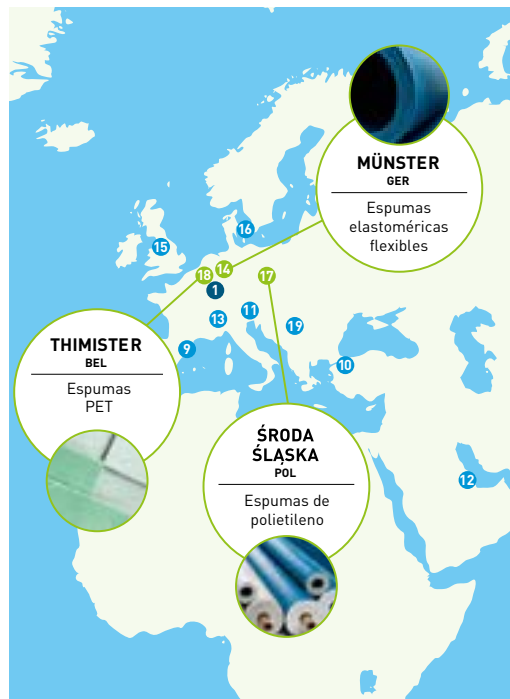 MÜNSTER
GER
Espumas
elastoméricas
flexibles
16
15
14
18
17
1
11
13
19
9
10
THIMISTER
BEL
Espumas
PET
ŚRODA
ŚLĄSKA
POL
Espumas de
polietileno
12